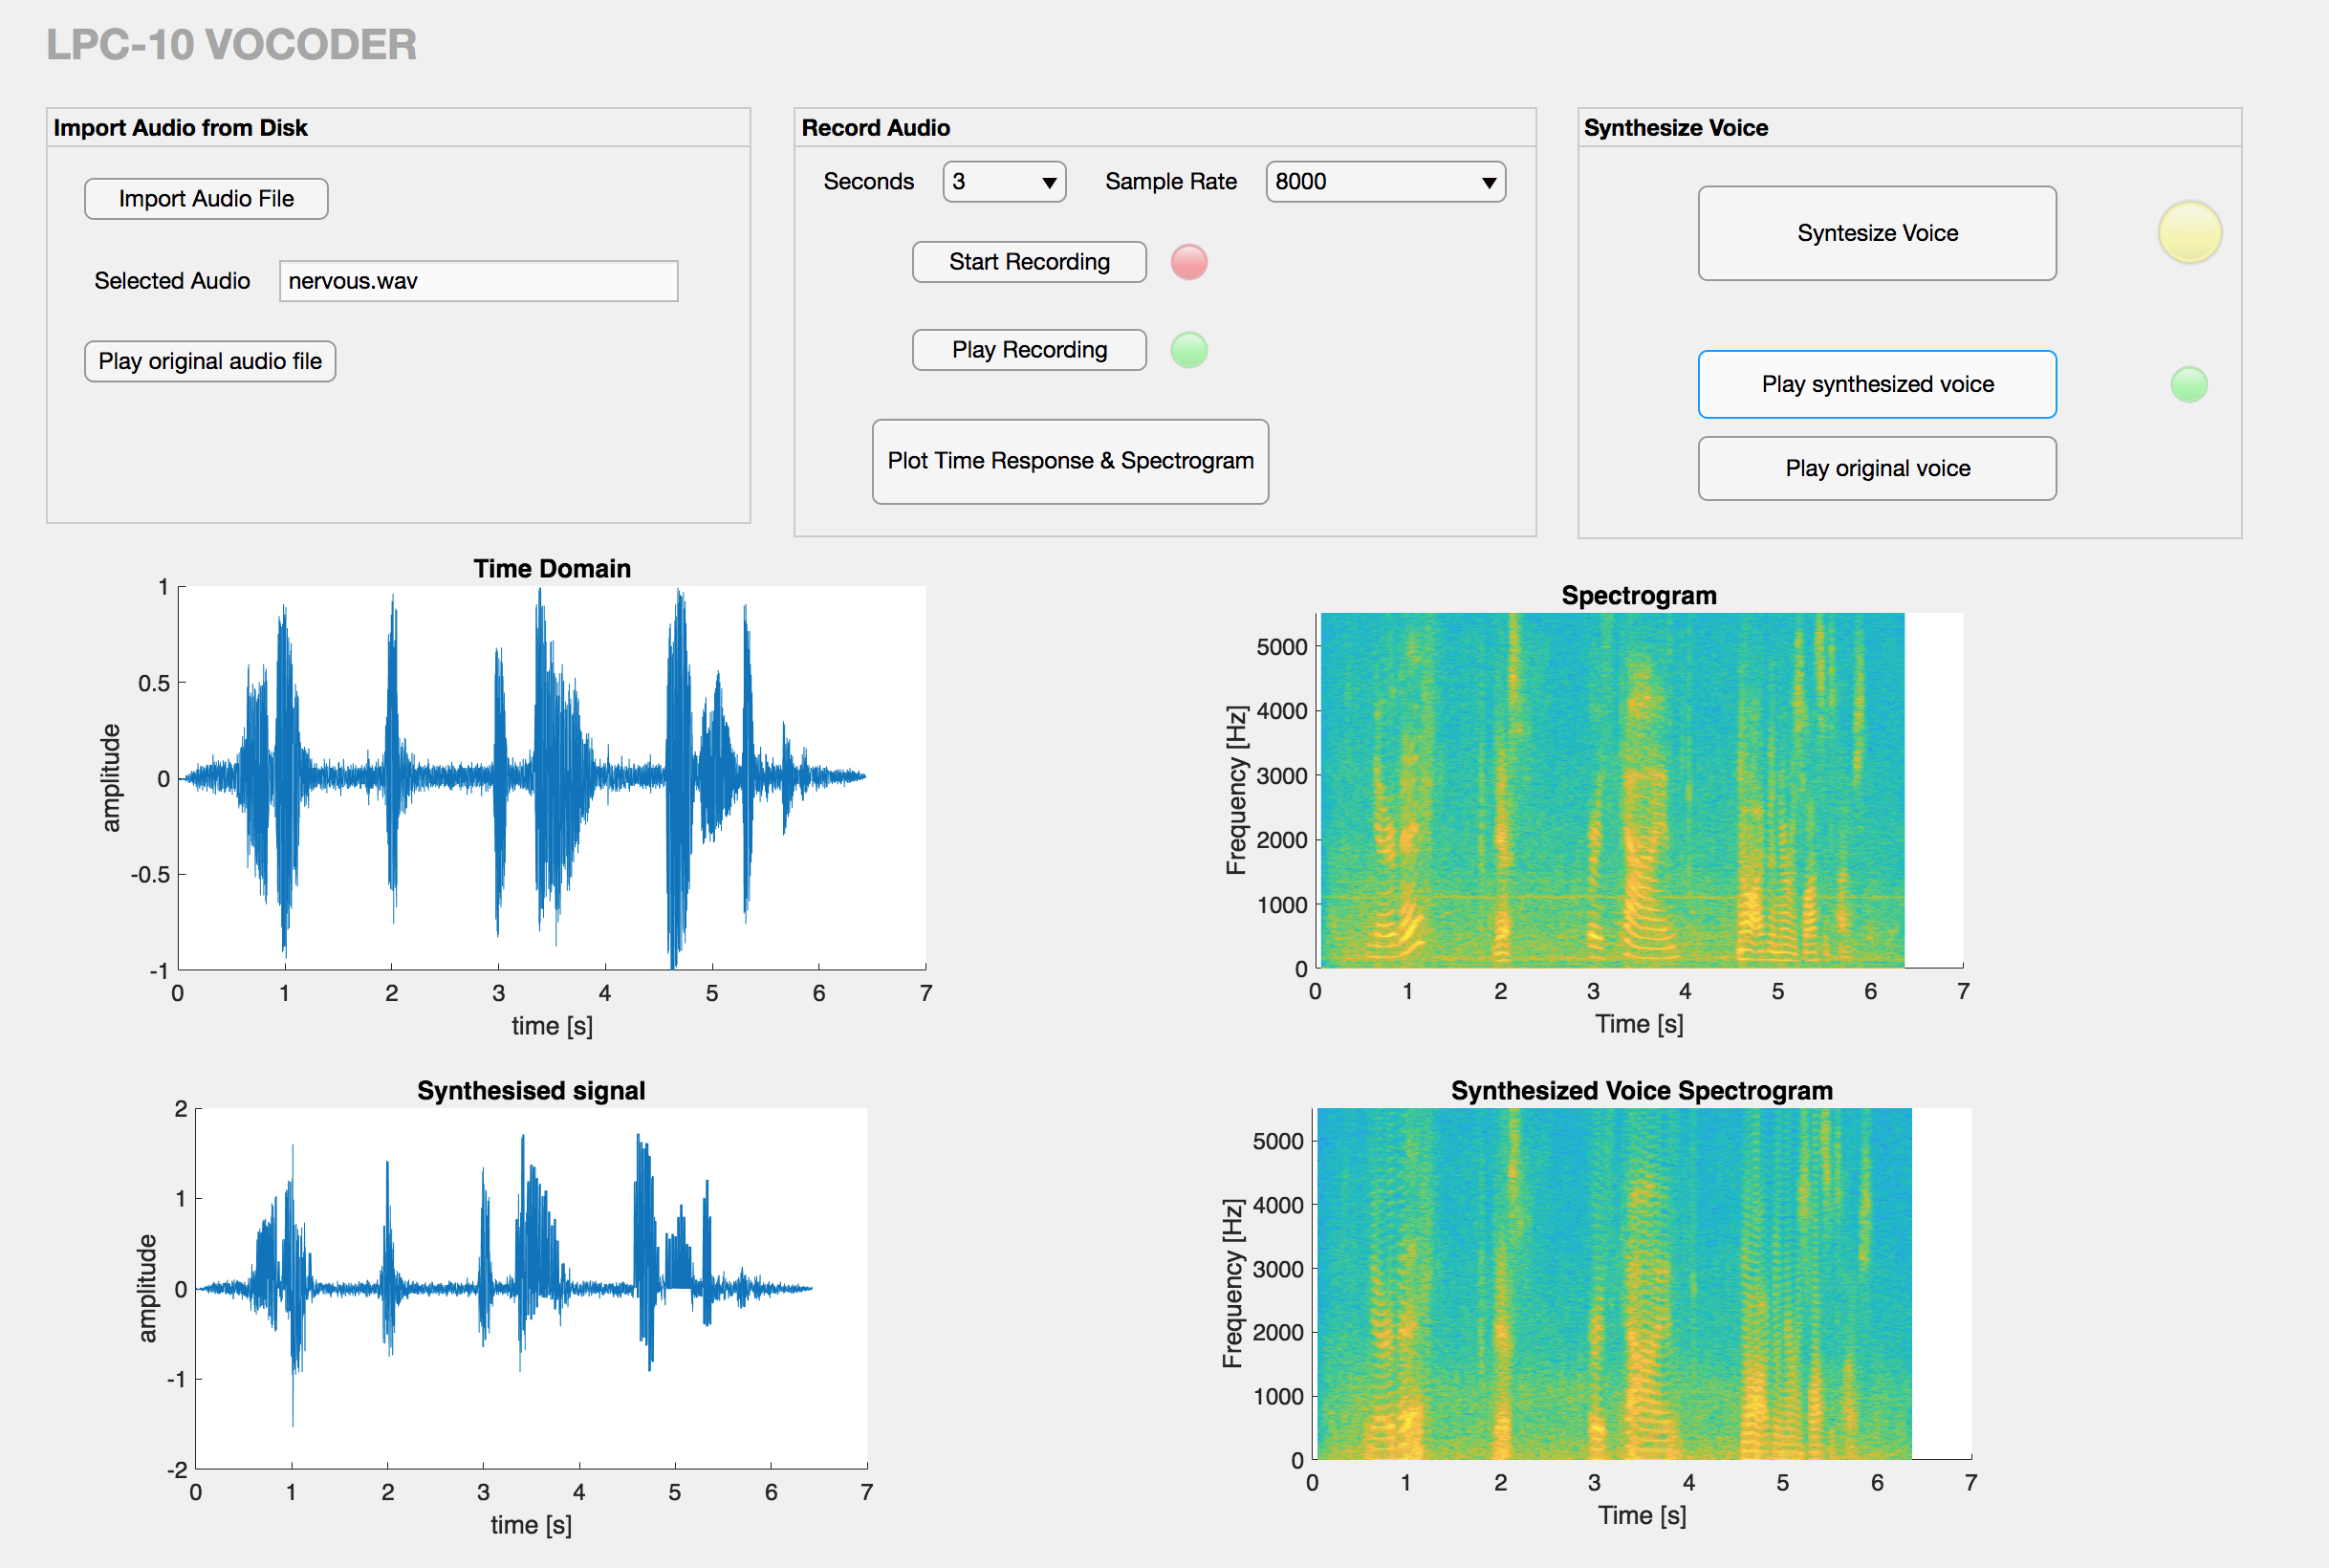 LPC-10 VOCODER
Import Audio from Disk
Import Audio File
Selected Audio nervous.wav
Play original audio file
Record Audio
Seconds 3 Sample Rate 8000
Start Recording
Play Recording
Plot Time Response & Spectrogram
Synthesize Voice
Syntesize Voice
Play synthesized voice
Play original voice
Time Domain
1
0.5
0
-0.5
-1
amplitude
0 1 2 3 4 5 6 7
time [s]
Spectrogram
5000
4000
3000
2000
1000
0
Frequency [Hz]
0 1 2 3 4 5 6 7
Time [s]
Synthesised signal
2
1
0
-1
-2
amplitude
0 1 2 3 4 5 6 7
time [s]
Synthesized Voice Spectrogram
5000
4000
3000
2000
1000
0
Frequency [Hz]
0 1 2 3 4 5 6 7
Time [s]